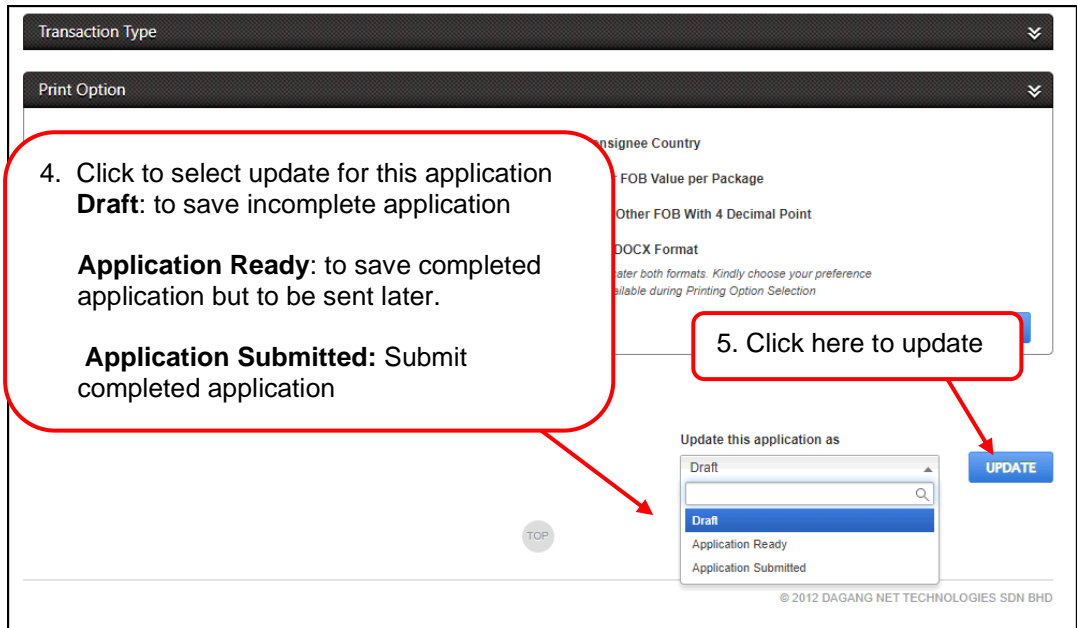 Transaction Type
Print Option
Consignee Country
4. Click to select update for this application
Draft: to save incomplete application
Application Ready: to save completed
application but to be sent later.
Application Submitted: Submit
completed application
FOB Value per Package
Other FOB With 4 Decimal Point
DOCX Format
cater both formats. Kindly choose your preference
available during Printing Option Selection
5. Click here to update
Update this application as
Draft
UPDATE
Draft
Application Ready
Application Submitted
TOP
© 2012 DAGANG NET TECHNOLOGIES SDN BHD